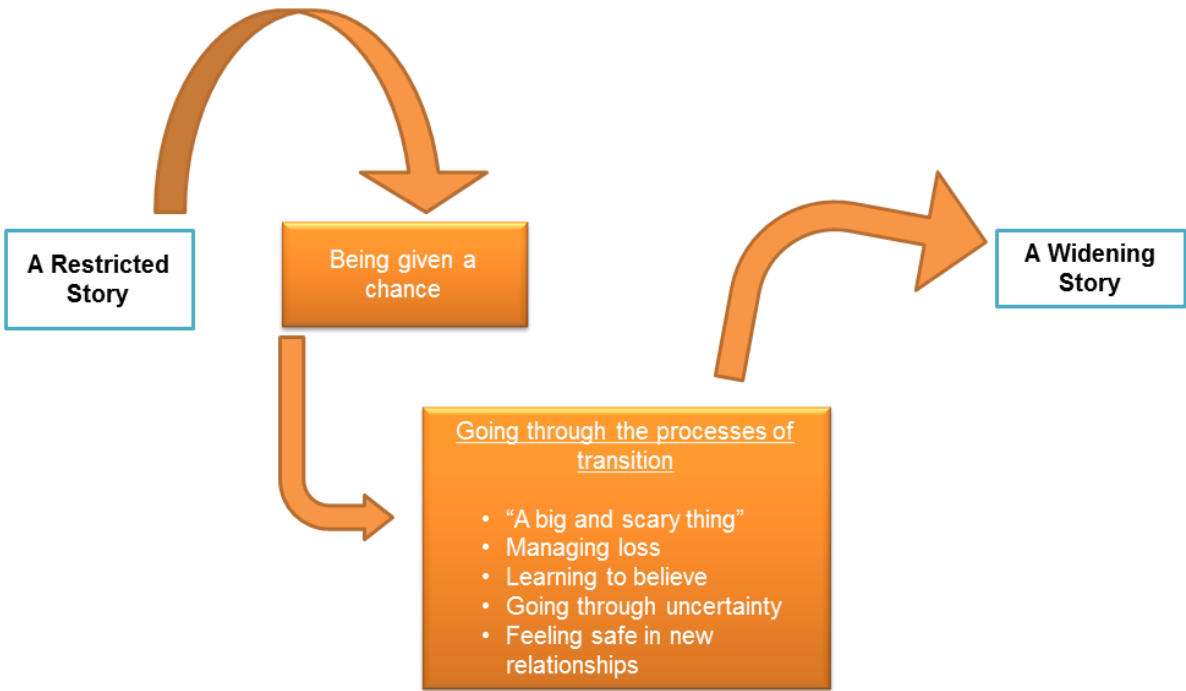 A Restricted
Story
Being given a
chance
Going through the processes of
transition
• “A big and scary thing”
• Managing loss
• Learning to believe
• Going through uncertainty
• Feeling safe in new
relationships
A Widening
Story